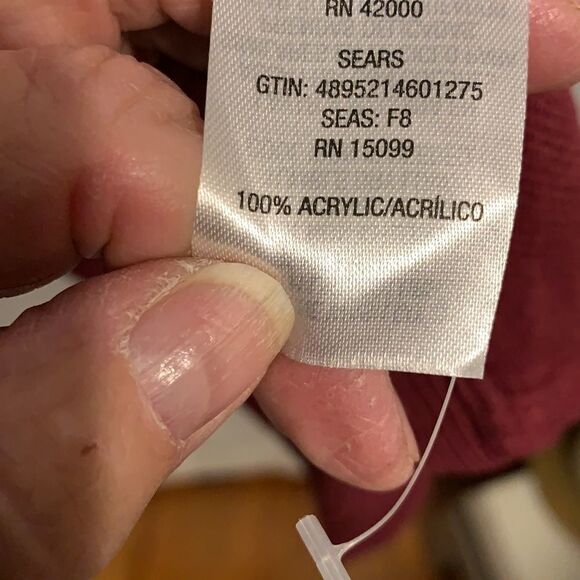 RN 42000
SEARS
GTIN: 4895214601275
SEAS: F8
RN 15099
100% ACRYLIC/ACRÍLICO